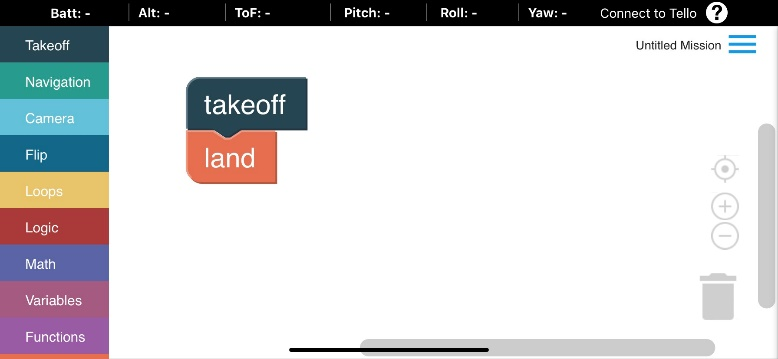 Batt: - Alt: - ToF: - Pitch: - Roll: - Yaw: - Connect to Tello ?
Untitled Mission
Takeoff
Navigation
Camera
Flip
Loops
Logic
Math
Variables
Functions
takeoff
land